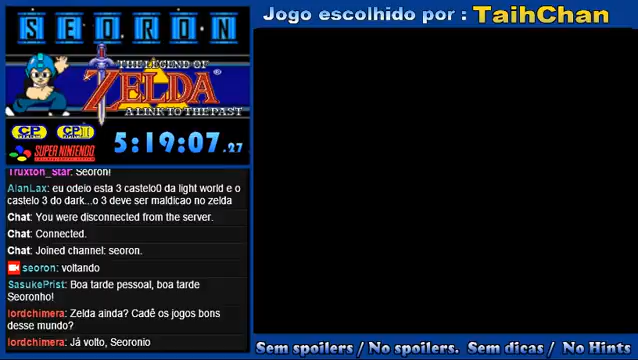 SEORON
Jogo escolhido por : TaihChan
THE LEGEND OF
ZELDA
A LINK TO THE PAST
CP
CP II
SUPER NINTENDO
5:19:07.27
Truxton_Star: Seoron!
AlanLax: eu odeio esta 3 castelo0 da light world e o
castelo 3 do dark...o 3 deve ser maldicao no zelda
Chat: You were disconnected from the server.
Chat: Connected.
Chat: Joined channel: seoron.
seoron: voltando
SasukePrist: Boa tarde pessoal, boa tarde
Seoronho!
lordchimera: Zelda ainda? Cadê os jogos bons
desse mundo?
lordchimera: Já volto, Seoronio
Sem spoilers / No spoilers. Sem dicas / No Hints